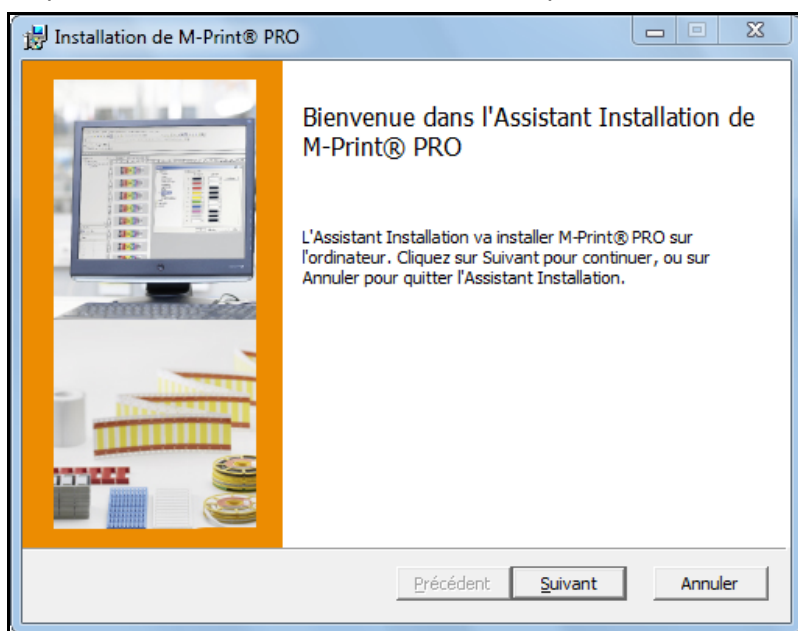 Installation de M-Print® PRO
Bienvenue dans l'Assistant Installation de
M-Print® PRO
L'Assistant Installation va installer M-Print® PRO sur
l'ordinateur. Cliquez sur Suivant pour continuer, ou sur
Annuler pour quitter l'Assistant Installation.
Précédent
Suivant
Annuler